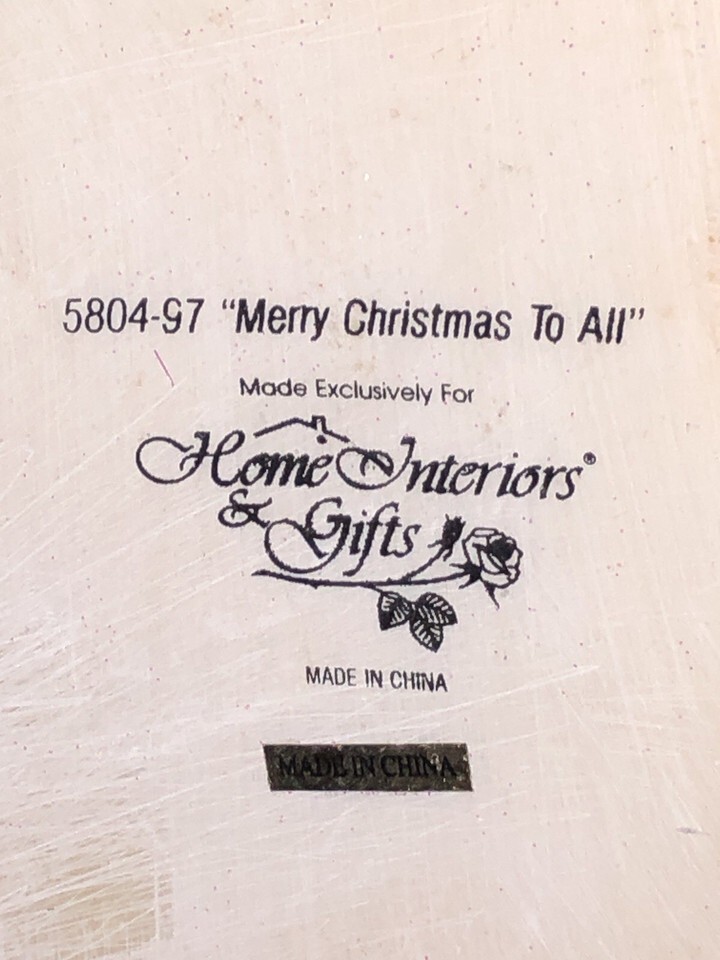 5804-97 “Merry Christmas To All”
Made Exclusively For
Home Interiors®
& Gifts
MADE IN CHINA
MADE IN CHINA